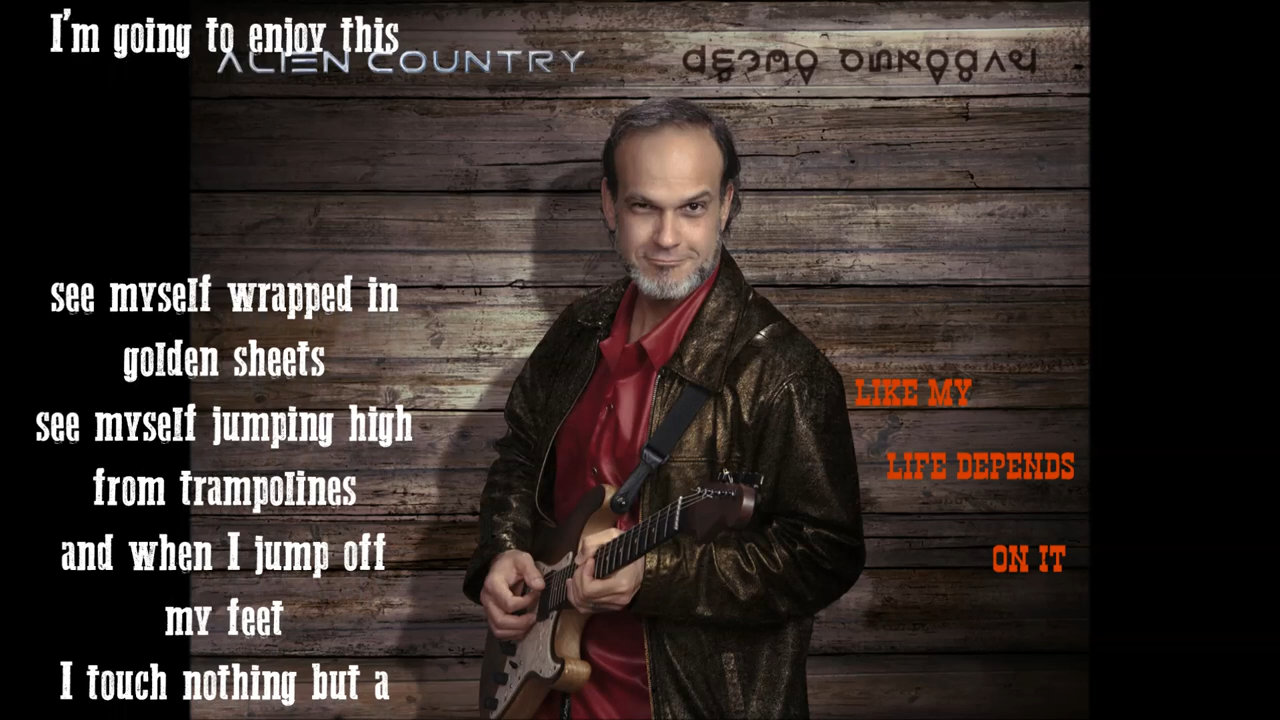 I'm going to enjoy this
ALIEN COUNTRY
see myself wrapped in
golden sheets
see myself jumping high
from trampolines
and when I jump off
my feet
I touch nothing but a
LIKE MY
LIFE DEPENDS
ON IT